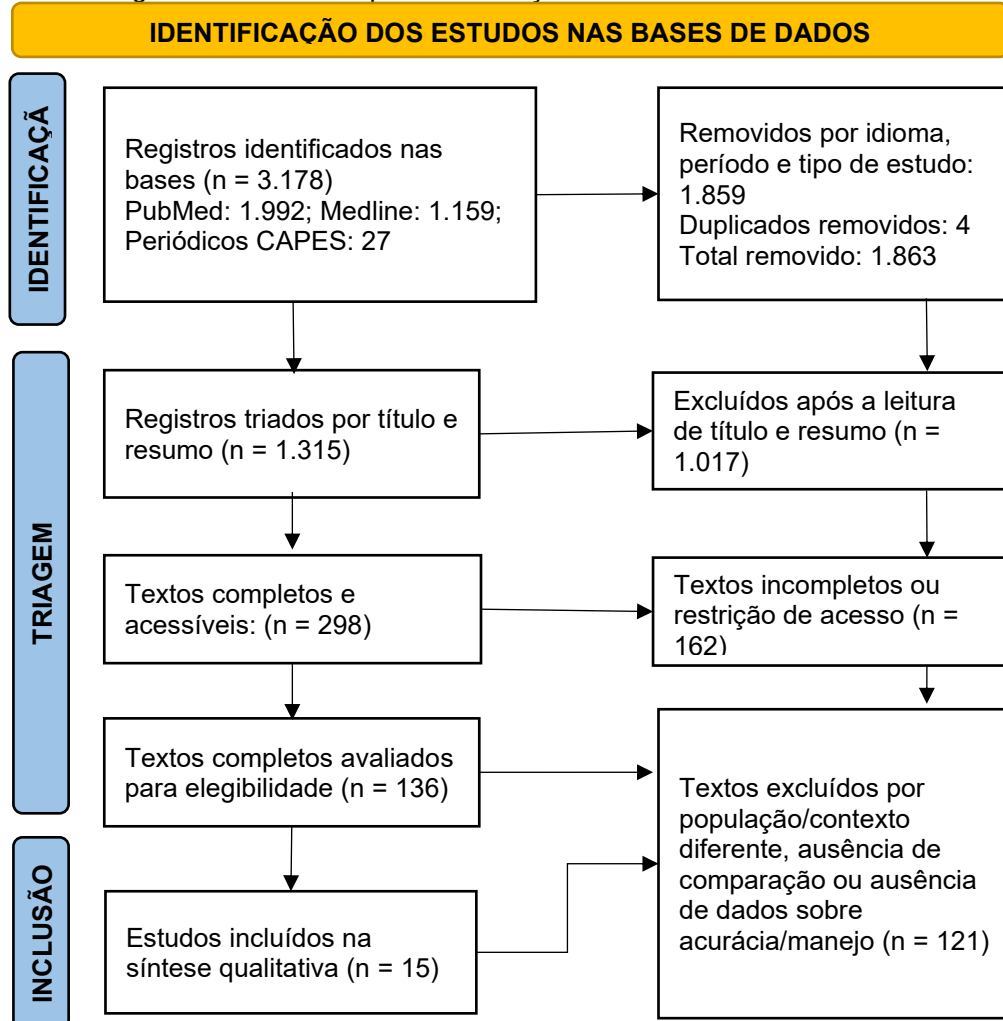 IDENTIFICAÇÃO DOS ESTUDOS NAS BASES DE DADOS
IDENTIFICAÇÃ
Registros identificados nas
bases (n = 3.178)
PubMed: 1.992; Medline: 1.159;
Periódicos CAPES: 27
Removidos por idioma,
período e tipo de estudo:
1.859
Duplicados removidos: 4
Total removido: 1.863
TRIAGEM
Registros triados por título e
resumo (n = 1.315)
Excluídos após a leitura
de título e resumo (n =
1.017)
Textos completos e
acessíveis: (n = 298)
Textos incompletos ou
restrição de acesso (n =
162)
Textos completos avaliados
para elegibilidade (n = 136)
Textos excluídos por
população/contexto
diferente, ausência de
comparação ou ausência
de dados sobre
acurácia/manejo (n = 121)
INCLUSÃO
Estudos incluídos na
síntese qualitativa (n = 15)